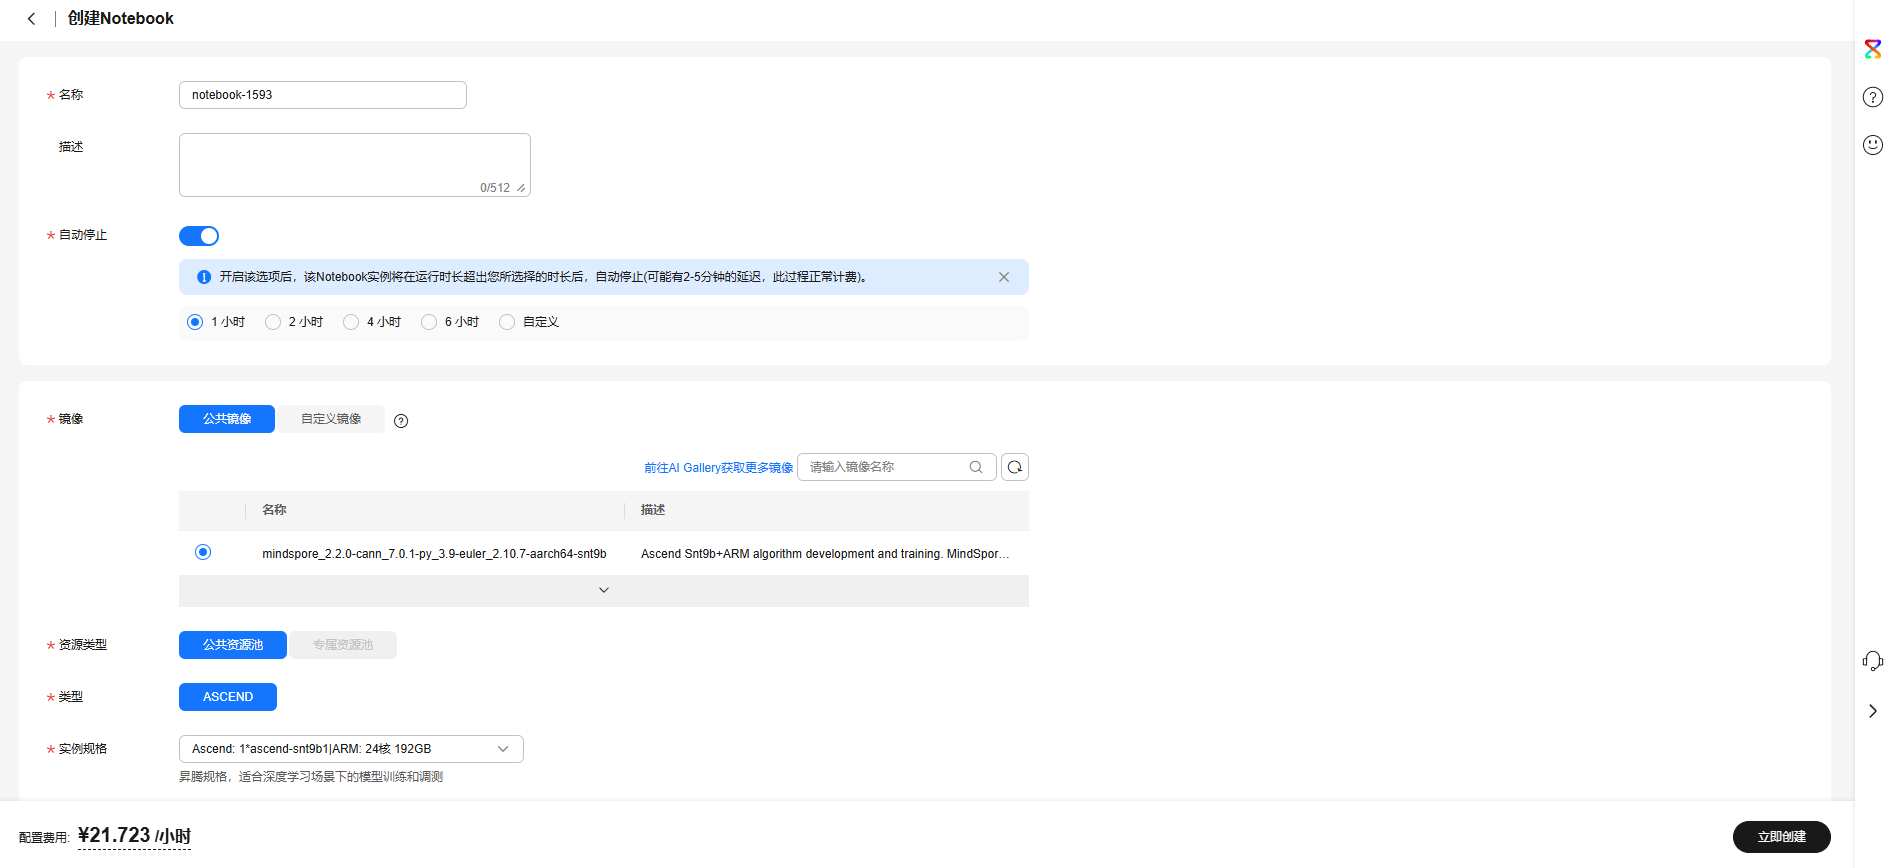 创建Notebook
* 名称
notebook-1593
描述
0/512
* 自动停止
开启该选项后，该Notebook实例将在运行时长超出您所选择的时长后，自动停止(可能有2-5分钟的延迟，此过程正常计费)。
1 小时 2 小时 4 小时 6 小时 自定义
* 镜像
公共镜像 自定义镜像
前往AI Gallery获取更多镜像 请输入镜像名称
名称 描述
mindspore_2.2.0-cann_7.0.1-py_3.9-euler_2.10.7-aarch64-snt9b Ascend Snt9b+ARM algorithm development and training. MindSpor...
* 资源类型
公共资源池 专属资源池
* 类型
ASCEND
* 实例规格
Ascend: 1*ascend-snt9b1|ARM: 24核 192GB
昇腾规格，适合深度学习场景下的模型训练和调测
配置费用: ¥21.723 /小时
立即创建